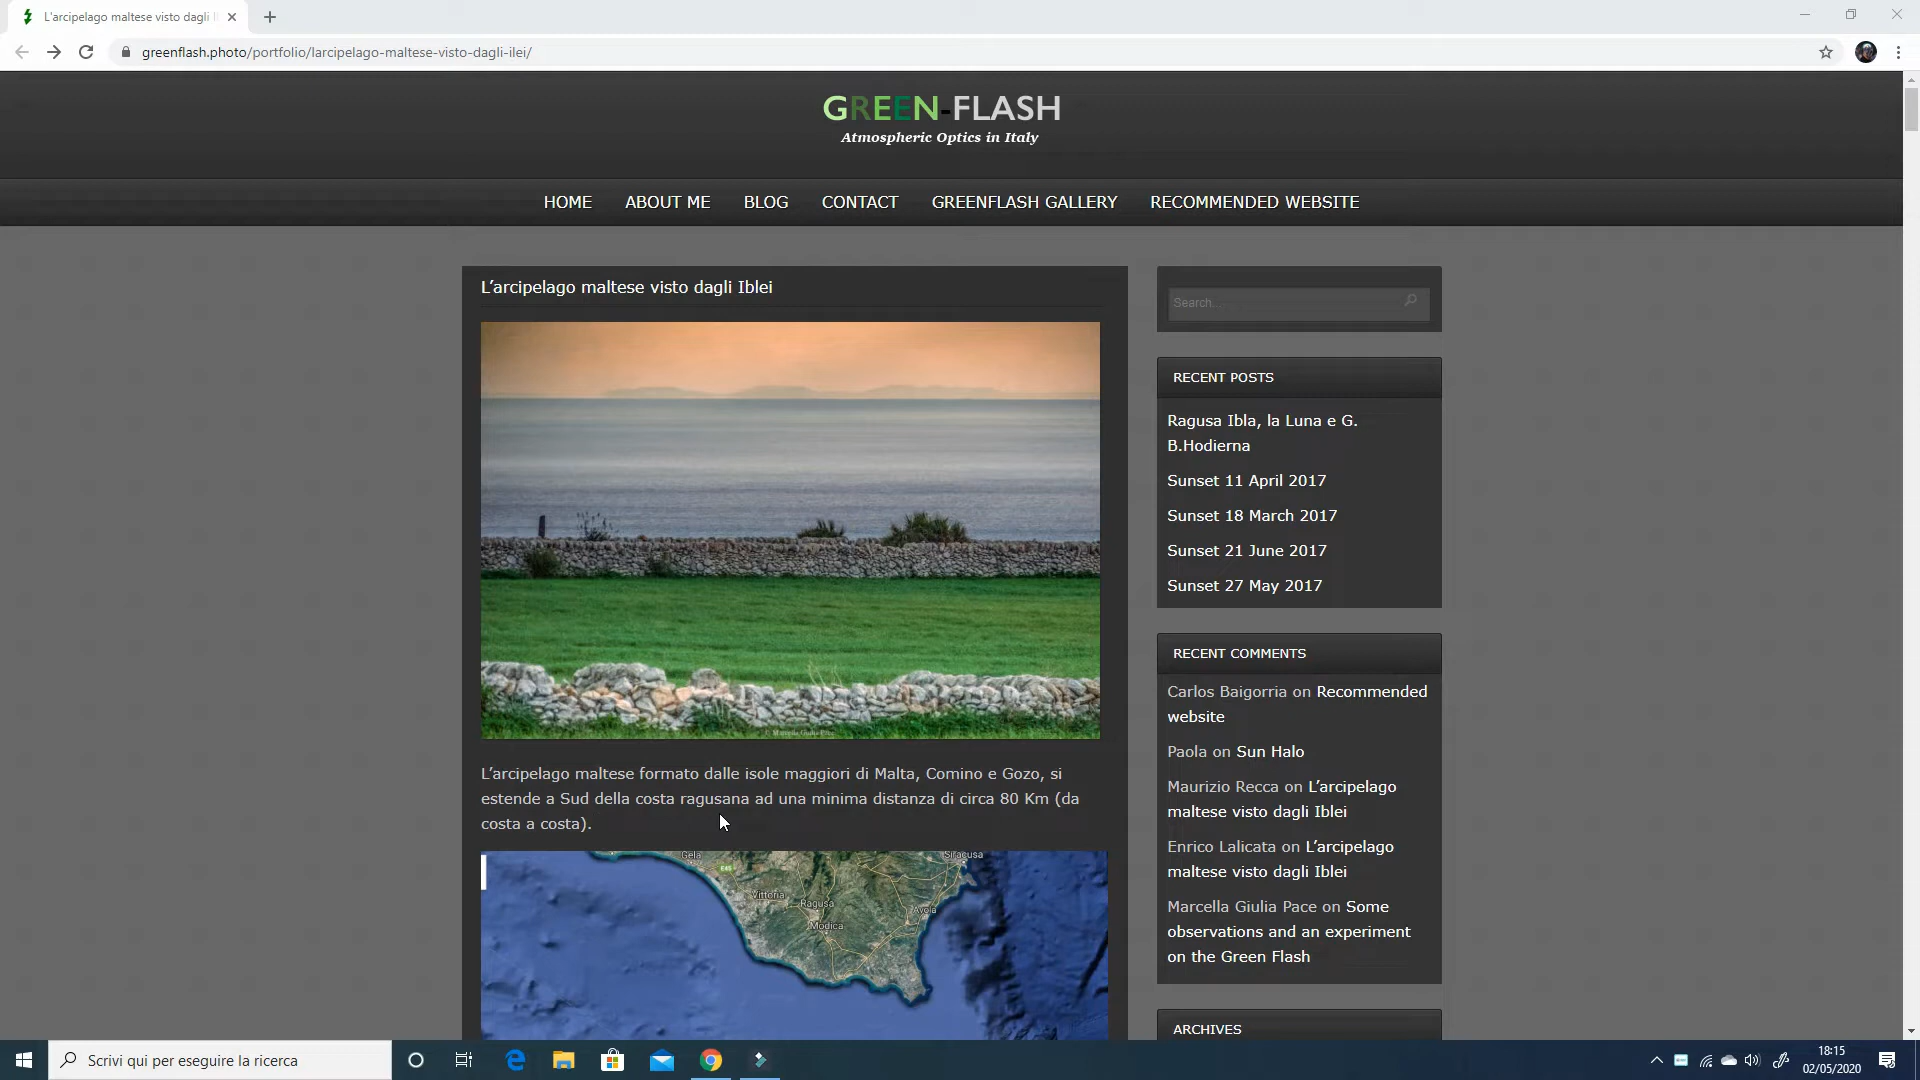 L'arcipelago maltese visto dagli I
greenflash.photo/portfolio/larcipelago-maltese-visto-dagli-ilei/
GREEN-FLASH
Atmospheric Optics in Italy
HOME ABOUT ME BLOG CONTACT GREENFLASH GALLERY RECOMMENDED WEBSITE
L’arcipelago maltese visto dagli Iblei
© Marcella Giulia Pace
L’arcipelago maltese formato dalle isole maggiori di Malta, Comino e Gozo, si
estende a Sud della costa ragusana ad una minima distanza di circa 80 Km (da
costa a costa).
Gela
Siracusa
E45
Vittoria
Ragusa
Avola
Modica
Search...
RECENT POSTS
Ragusa Ibla, la Luna e G.
B.Hodierna
Sunset 11 April 2017
Sunset 18 March 2017
Sunset 21 June 2017
Sunset 27 May 2017
RECENT COMMENTS
Carlos Baigorria on Recommended
website
Paola on Sun Halo
Maurizio Recca on L’arcipelago
maltese visto dagli Iblei
Enrico Lalicata on L’arcipelago
maltese visto dagli Iblei
Marcella Giulia Pace on Some
observations and an experiment
on the Green Flash
ARCHIVES
Scrivi qui per eseguire la ricerca
18:15
02/05/2020